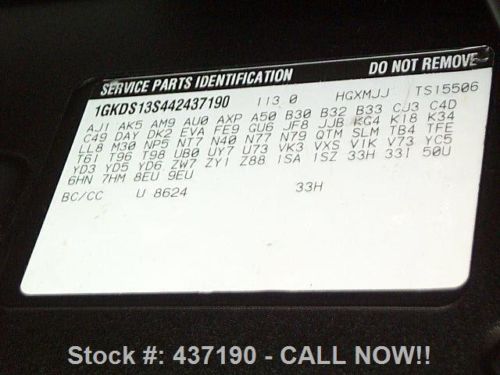 SERVICE PARTS IDENTIFICATION DO NOT REMOVE
1GKDS13S442437190 113.0 HGXMJJ TS15506
AJ1 AK5 AM9 AU0 AXP A50 B30 B32 B33 CJ3 C4D
C49 DAY DK2 EVA FE9 GU6 JF8 JJB KG4 K18 K34
LL8 M30 NP5 NT7 N40 N77 N79 QTM SLM TB4 TFE
T61 T96 T98 UB0 UY7 U73 VK3 VXS V1K V73 YC5
YD3 YD5 YD6 ZW7 ZY1 Z88 1SA 1SZ 33H 33I 50U
6HN 7HM 8EU 9EU
BC/CC U 8624 33H
Stock #: 437190 - CALL NOW!!